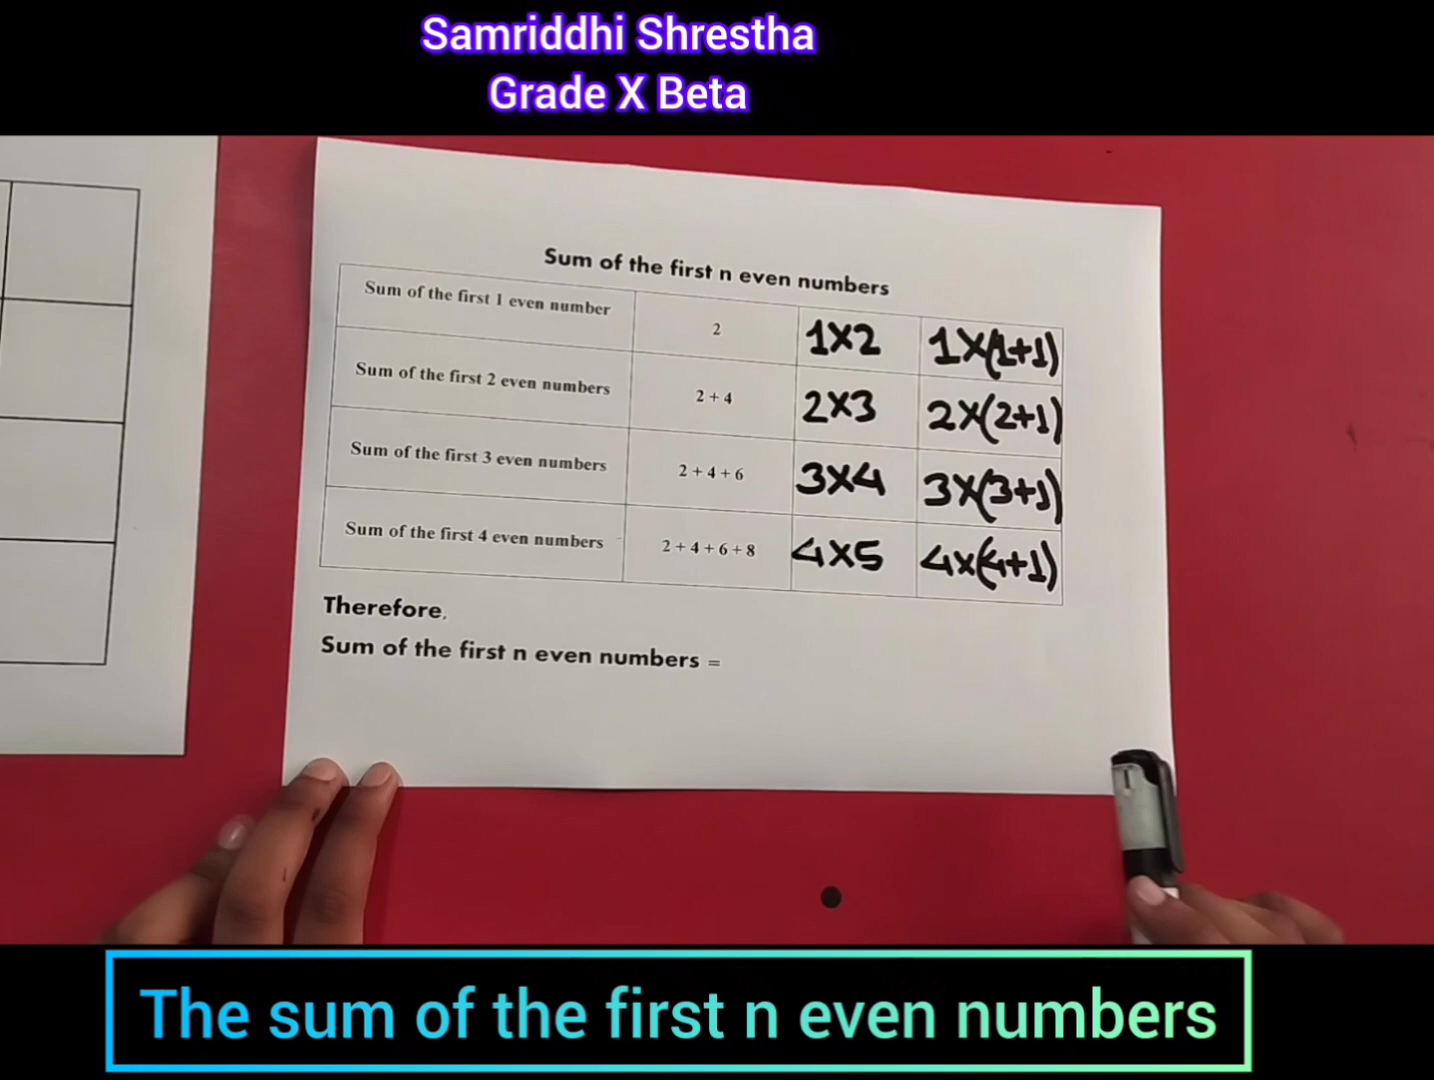 Samriddhi Shrestha
Grade X Beta
Sum of the first n even numbers
Sum of the first 1 even number 2 1×2 1×(1+1)
Sum of the first 2 even numbers 2 + 4 2×3 2×(2+1)
Sum of the first 3 even numbers 2 + 4 + 6 3×4 3×(3+1)
Sum of the first 4 even numbers 2 + 4 + 6 + 8 4×5 4×(4+1)
Therefore,
Sum of the first n even numbers =
The sum of the first n even numbers